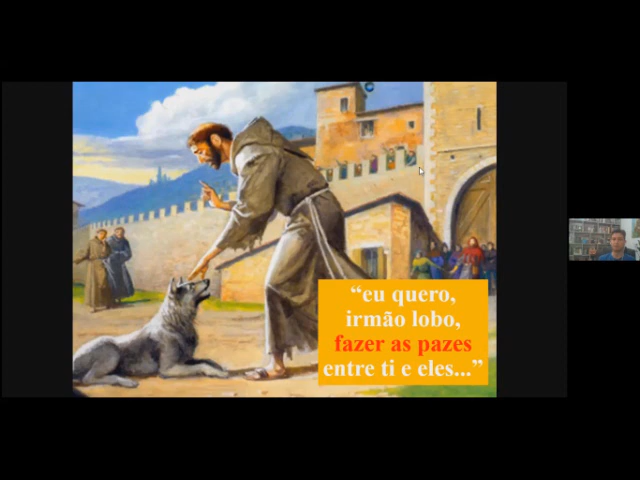 “eu quero,
irmão lobo,
fazer as pazes
entre ti e eles...”